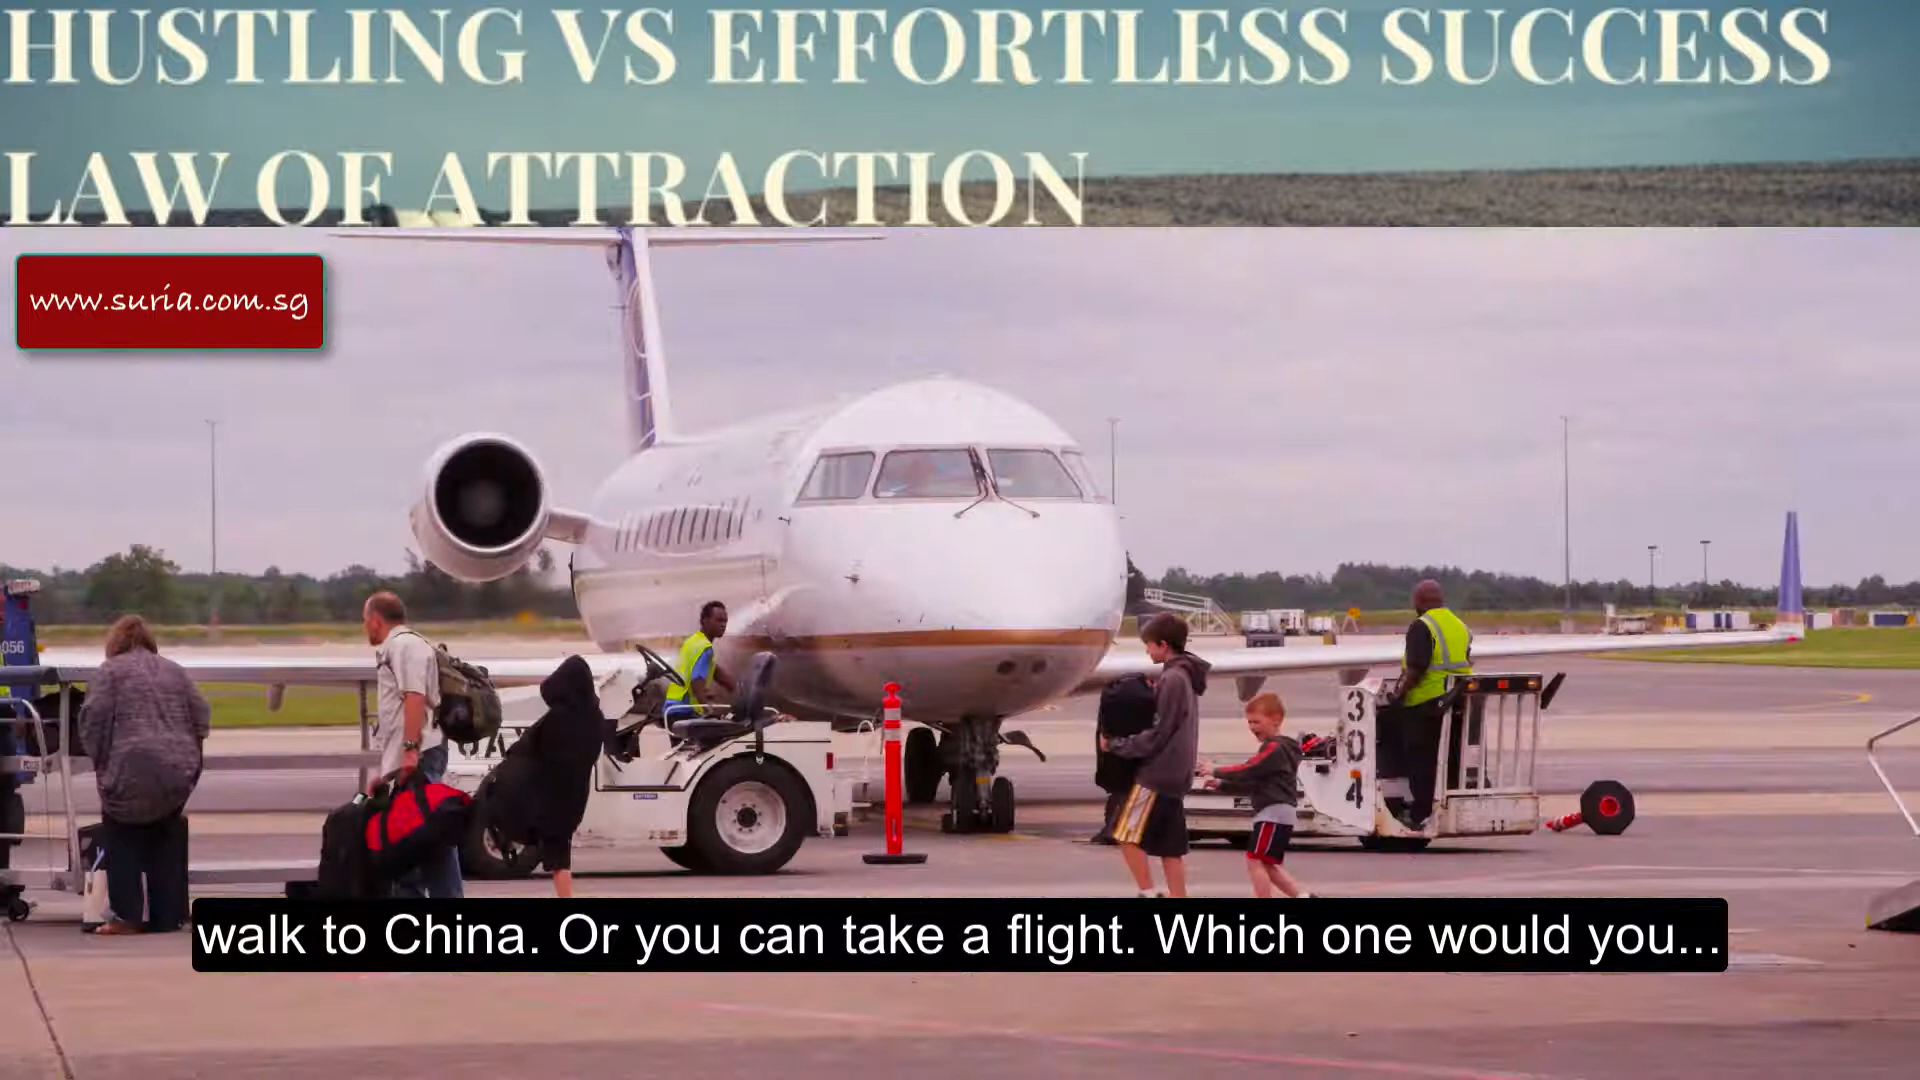 HUSTLING VS EFFORTLESS SUCCESS
LAW OF ATTRACTION
www.suria.com.sg
056
304
walk to China. Or you can take a flight. Which one would you...